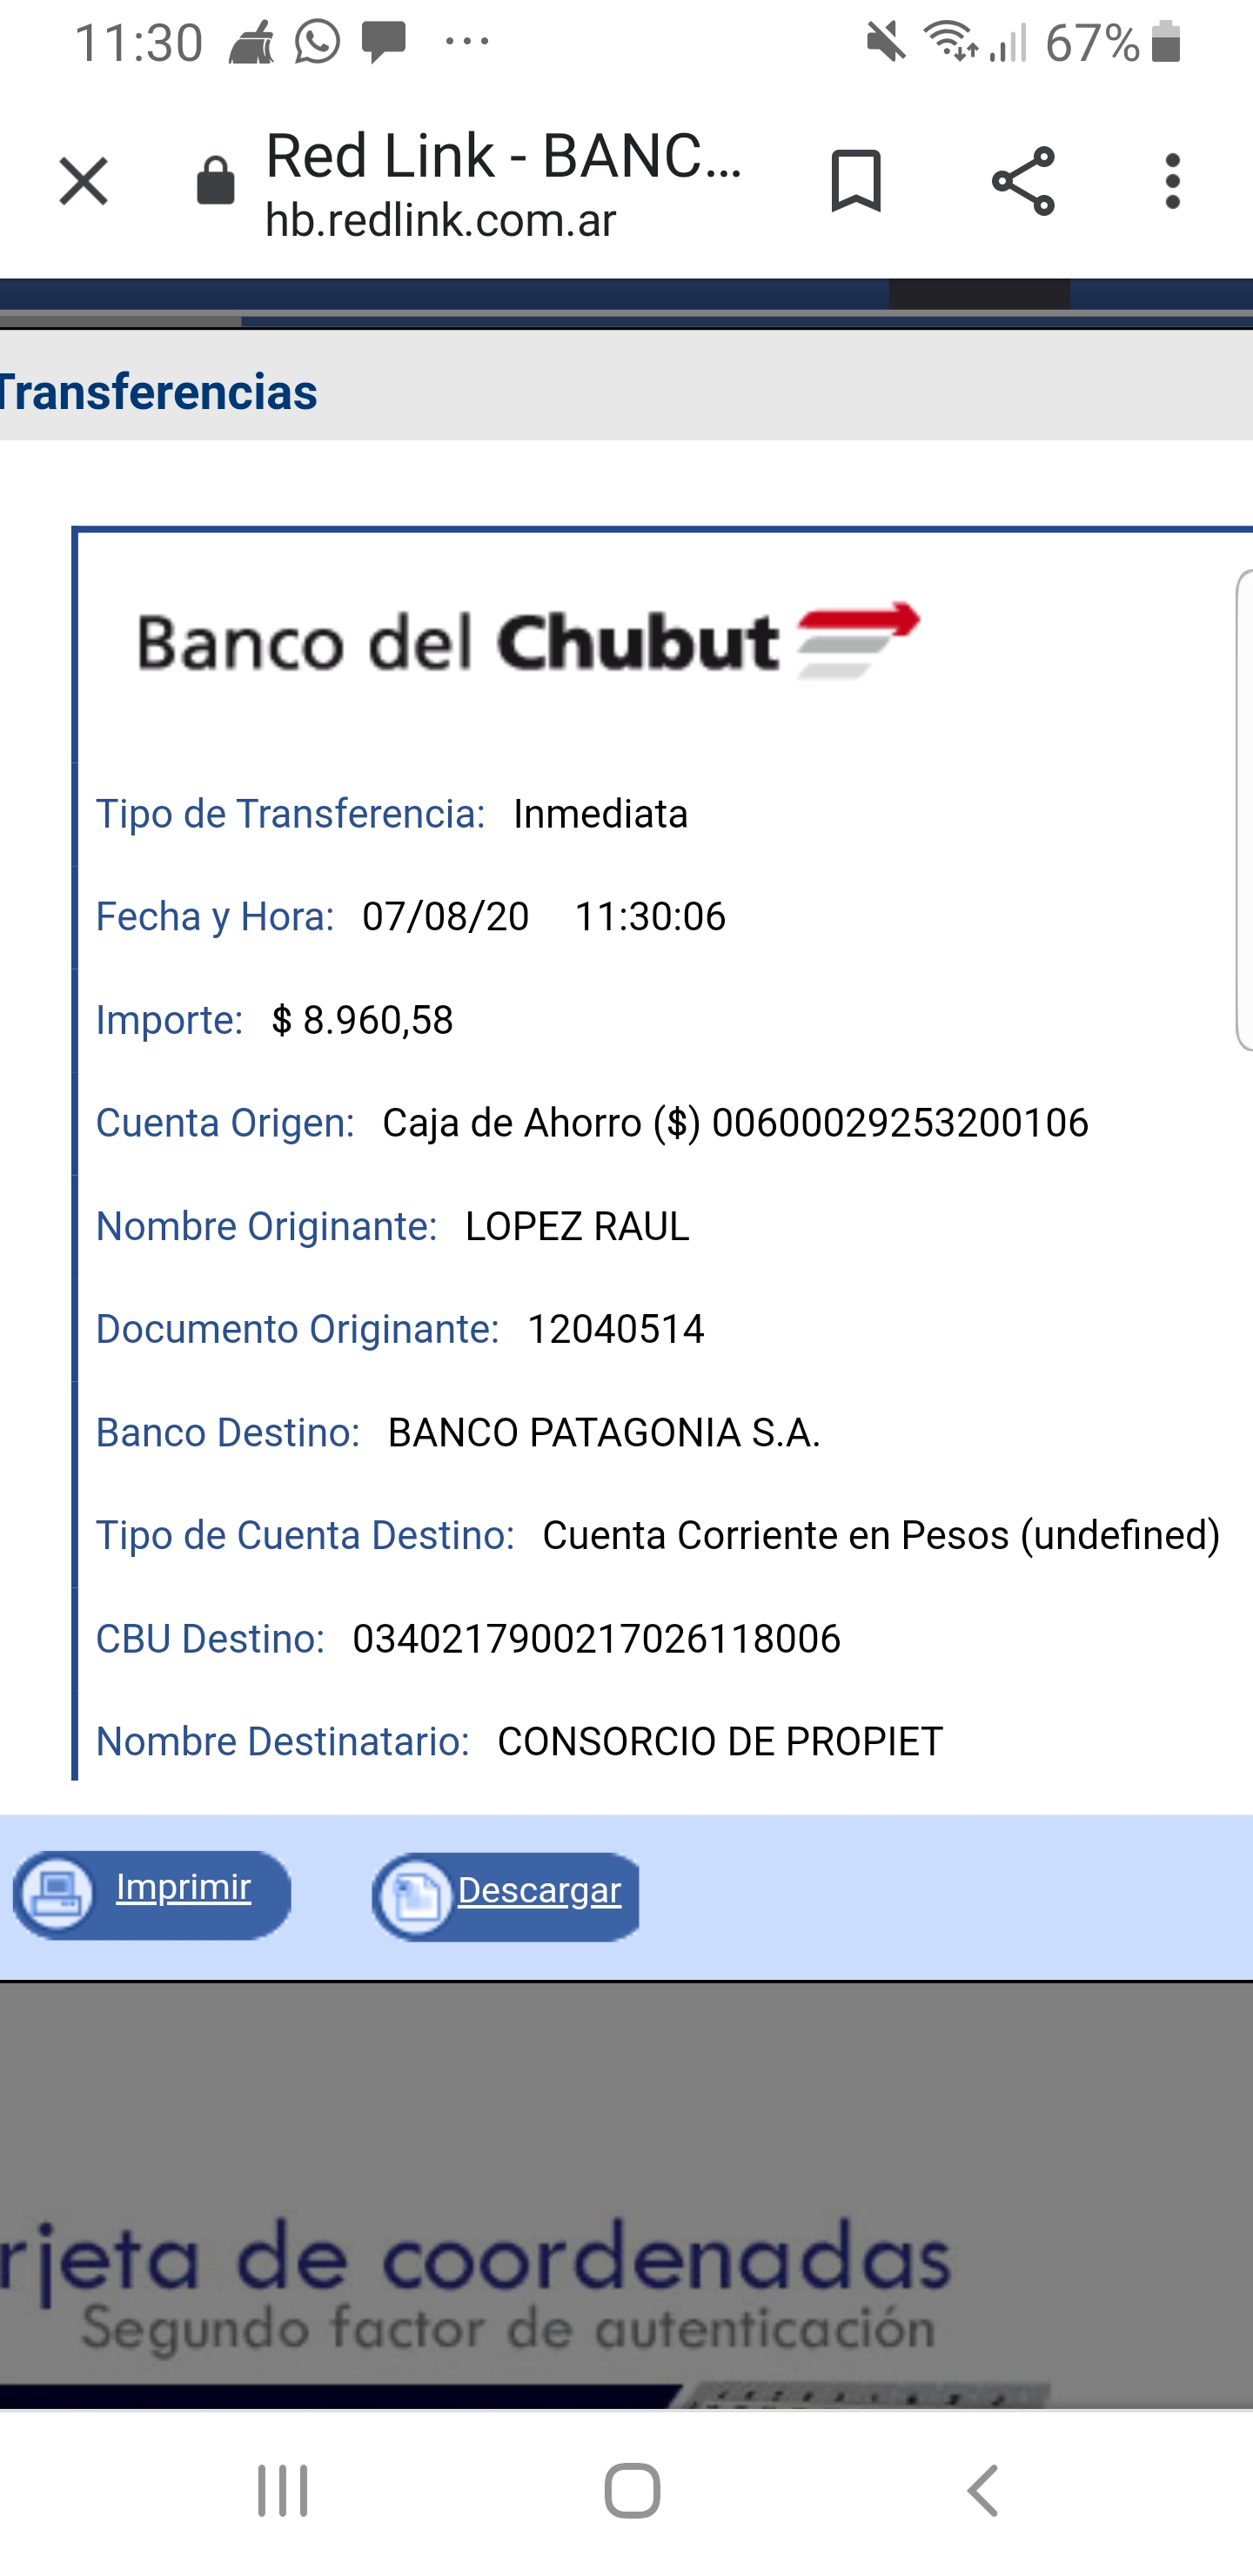 11:30 ... 67%
Red Link - BANC...
hb.redlink.com.ar
Transferencias
Banco del Chubut
Tipo de Transferencia: Inmediata
Fecha y Hora: 07/08/20 11:30:06
Importe: $ 8.960,58
Cuenta Origen: Caja de Ahorro ($) 00600029253200106
Nombre Originante: LOPEZ RAUL
Documento Originante: 12040514
Banco Destino: BANCO PATAGONIA S.A.
Tipo de Cuenta Destino: Cuenta Corriente en Pesos (undefined)
CBU Destino: 0340217900217026118006
Nombre Destinatario: CONSORCIO DE PROPIET
Imprimir Descargar
rjeta de coordenadas
Segundo factor de autenticación